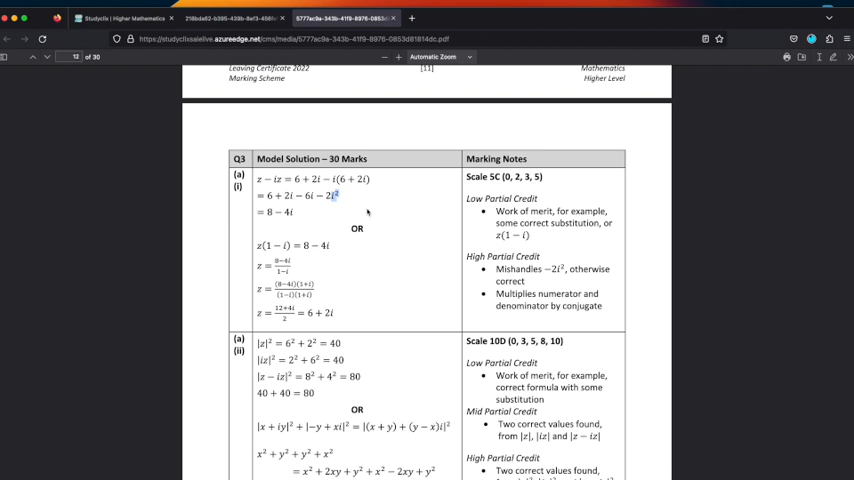 Studyclix | Higher Mathematics
218bda62-b395-439b-8ef3-456f
5777ac9a-343b-41f9-8976-0853d
https://studyclixsaielive.azureedge.net/cms/media/5777ac9a-343b-41f9-8976-0853d81814dc.pdf
12 of 30
Automatic Zoom
Leaving Certificate 2022 [11] Mathematics
Marking Scheme Higher Level
Q3 Model Solution – 30 Marks Marking Notes
(a) z − iz = 6 + 2i − i(6 + 2i) Scale 5C (0, 2, 3, 5)
(i)
= 6 + 2i − 6i − 2i² Low Partial Credit
= 8 − 4i • Work of merit, for example,
some correct substitution, or
OR z(1 − i)
z(1 − i) = 8 − 4i High Partial Credit
z = (8−4i)/(1−i) • Mishandles −2i², otherwise
correct
z = (8−4i)(1+i)/(1−i)(1+i) • Multiplies numerator and
denominator by conjugate
z = (12+4i)/2 = 6 + 2i
(a) |z|² = 6² + 2² = 40 Scale 10D (0, 3, 5, 8, 10)
(ii)
|iz|² = 2² + 6² = 40 Low Partial Credit
|z − iz|² = 8² + 4² = 80 • Work of merit, for example,
correct formula with some
40 + 40 = 80 substitution
OR Mid Partial Credit
|x + iy|² + |−y + xi|² = |(x + y) + (y − x)i|² • Two correct values found,
from |z|, |iz| and |z − iz|
x² + y² + y² + x² High Partial Credit
= x² + 2xy + y² + x² − 2xy + y² • Two correct values found,